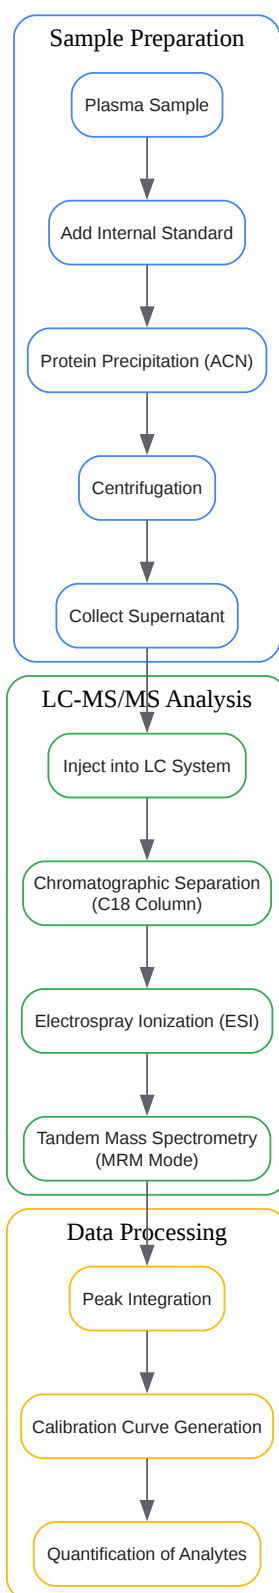 Sample Preparation
Plasma Sample
Add Internal Standard
Protein Precipitation (ACN)
Centrifugation
Collect Supernatant
LC-MS/MS Analysis
Inject into LC System
Chromatographic Separation
(C18 Column)
Electrospray Ionization (ESI)
Tandem Mass Spectrometry
(MRM Mode)
Data Processing
Peak Integration
Calibration Curve Generation
Quantification of Analytes